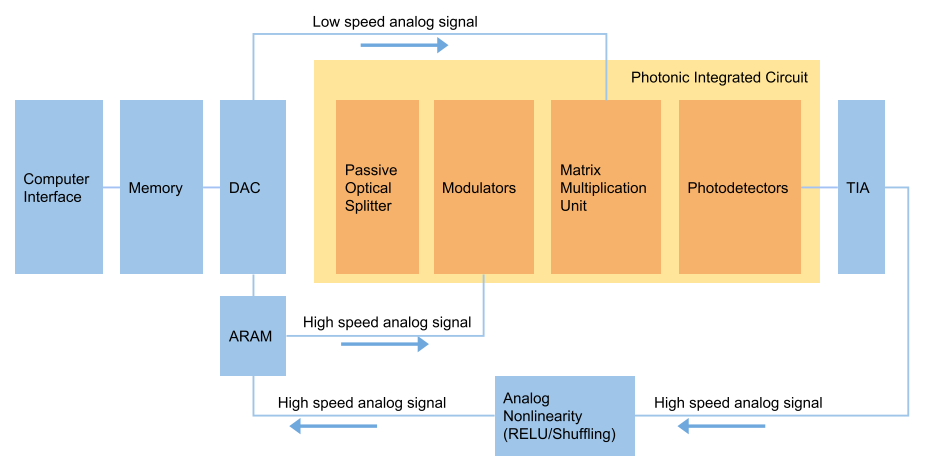 Low speed analog signal
Photonic Integrated Circuit
Computer
Interface
Memory
DAC
Passive
Optical
Splitter
Modulators
Matrix
Multiplication
Unit
Photodetectors
TIA
ARAM
High speed analog signal
High speed analog signal
Analog
Nonlinearity
(RELU/Shuffling)
High speed analog signal